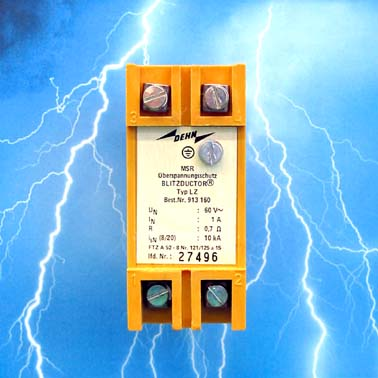 3 4
DEHN
MSR
Überspannungsschutz
BLITZDUCTOR®
Typ LZ
Best.Nr. 913 160
UN : 60 V~
IN : 1 A
R : 0,7 Ω
isN (8/20) : 10 kA
FTZ A 50 - 8 Nr. 121/125 a 15
lfd. Nr.: 27496
1 2